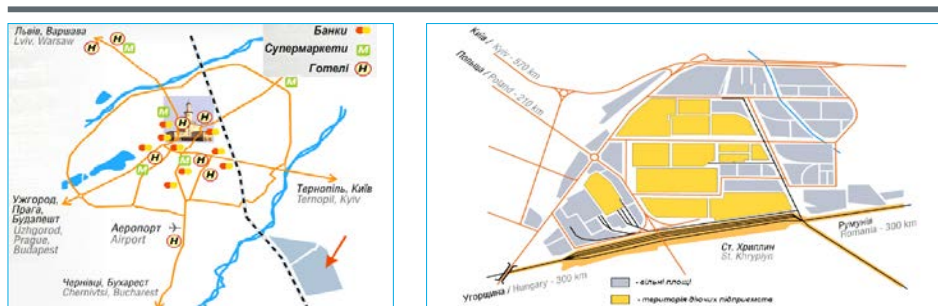 Львів, Варшава
Lviv, Warsaw
Банки
Супермаркети
Готелі
Ужгород,
Прага,
Будапешт
Uzhgorod,
Prague,
Budapest
Аеропорт
Airport
Тернопіль, Київ
Ternopil, Kyiv
Чернівці, Бухарест
Chernivtsi, Bucharest
Київ / Kyiv - 570 km
Польща / Poland - 210 km
Румунія
Romania - 300 km
Ст. Хриплин
St. Khryplyn
Угорщина / Hungary - 300 km
- вільні площі
- територія діючих підприємств